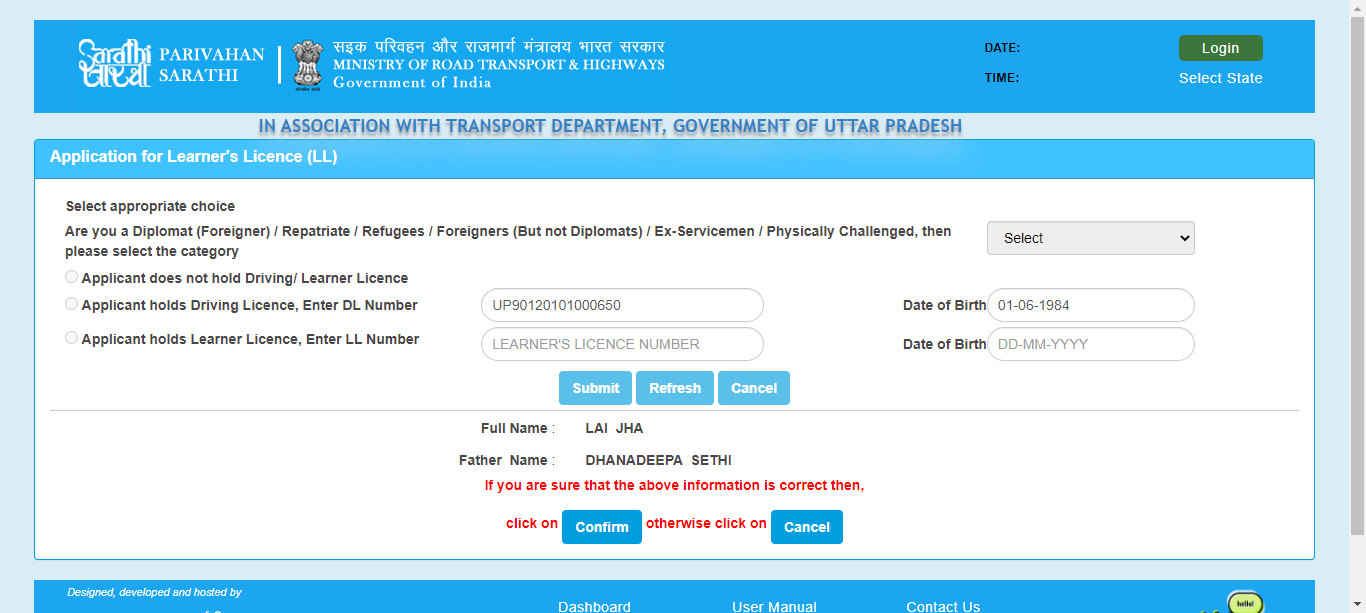 Sarathi
सारथी
PARIVAHAN
SARATHI
सड़क परिवहन और राजमार्ग मंत्रालय भारत सरकार
MINISTRY OF ROAD TRANSPORT & HIGHWAYS
Government of India
DATE:
TIME:
Login
Select State
IN ASSOCIATION WITH TRANSPORT DEPARTMENT, GOVERNMENT OF UTTAR PRADESH
Application for Learner's Licence (LL)
Select appropriate choice
Are you a Diplomat (Foreigner) / Repatriate / Refugees / Foreigners (But not Diplomats) / Ex-Servicemen / Physically Challenged, then
please select the category
Select
Applicant does not hold Driving/ Learner Licence
Applicant holds Driving Licence, Enter DL Number UP90120101000650 Date of Birth 01-06-1984
Applicant holds Learner Licence, Enter LL Number LEARNER'S LICENCE NUMBER Date of Birth DD-MM-YYYY
Submit Refresh Cancel
Full Name : LAI JHA
Father Name : DHANADEEPA SETHI
If you are sure that the above information is correct then,
click on Confirm otherwise click on Cancel
Designed, developed and hosted by
Dashboard User Manual Contact Us
hello!